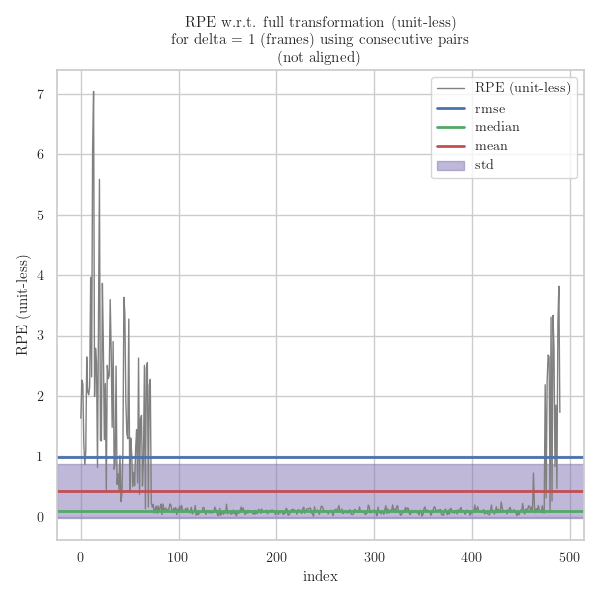 RPE w.r.t. full transformation (unit-less)
for delta = 1 (frames) using consecutive pairs
(not aligned)
RPE (unit-less)
rmse
median
mean
std
RPE (unit-less)
7
6
5
4
3
2
1
0
0 100 200 300 400 500
index